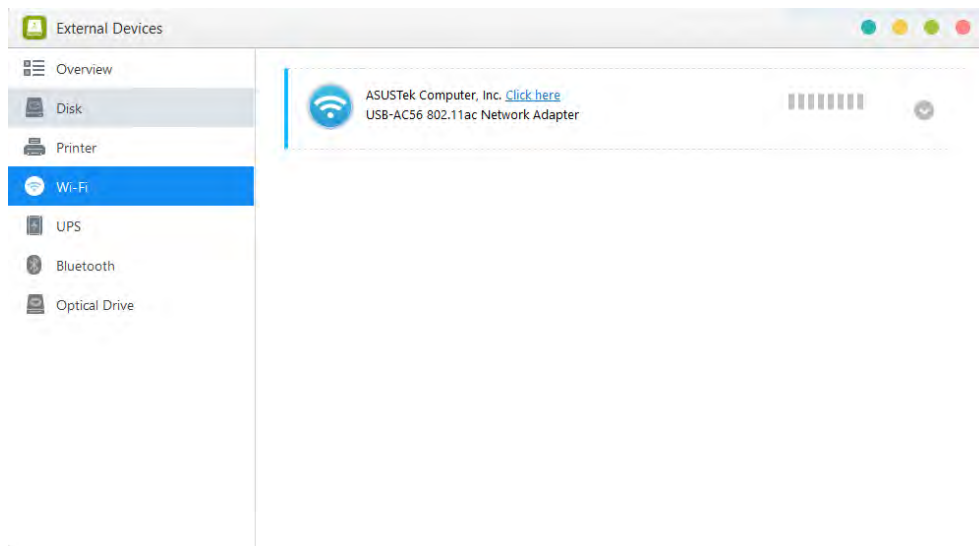 External Devices
Overview
Disk
Printer
Wi-Fi
UPS
Bluetooth
Optical Drive
ASUSTek Computer, Inc. Click here
USB-AC56 802.11ac Network Adapter